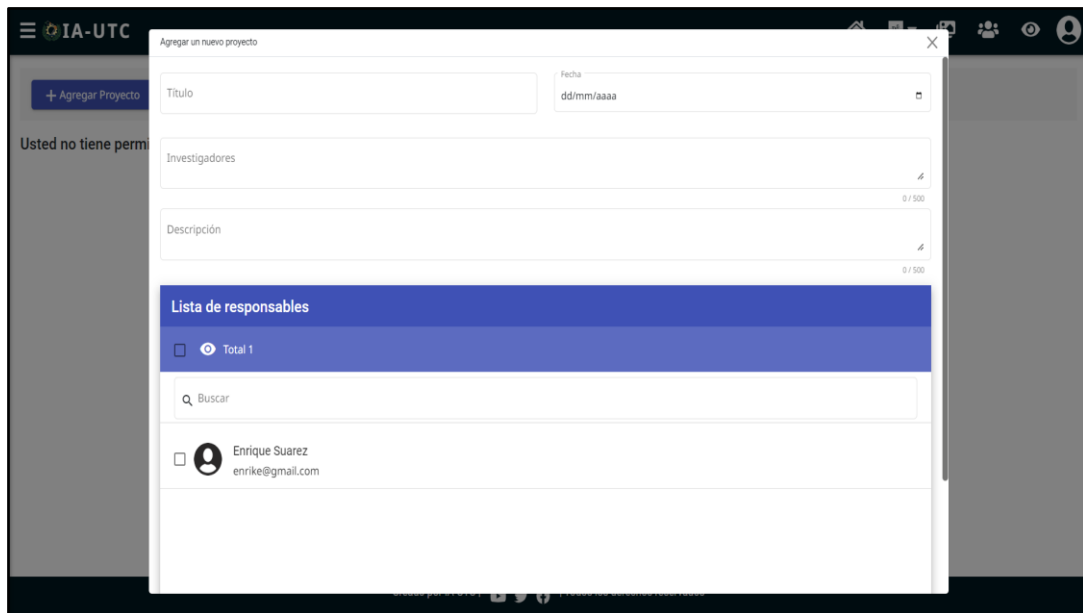 IA-UTC
Agregar un nuevo proyecto
+ Agregar Proyecto
Título
Fecha
dd/mm/aaaa
Usted no tiene permi
Investigadores
0 / 500
Descripción
0 / 500
Lista de responsables
Total 1
Buscar
Enrique Suarez
enrike@gmail.com